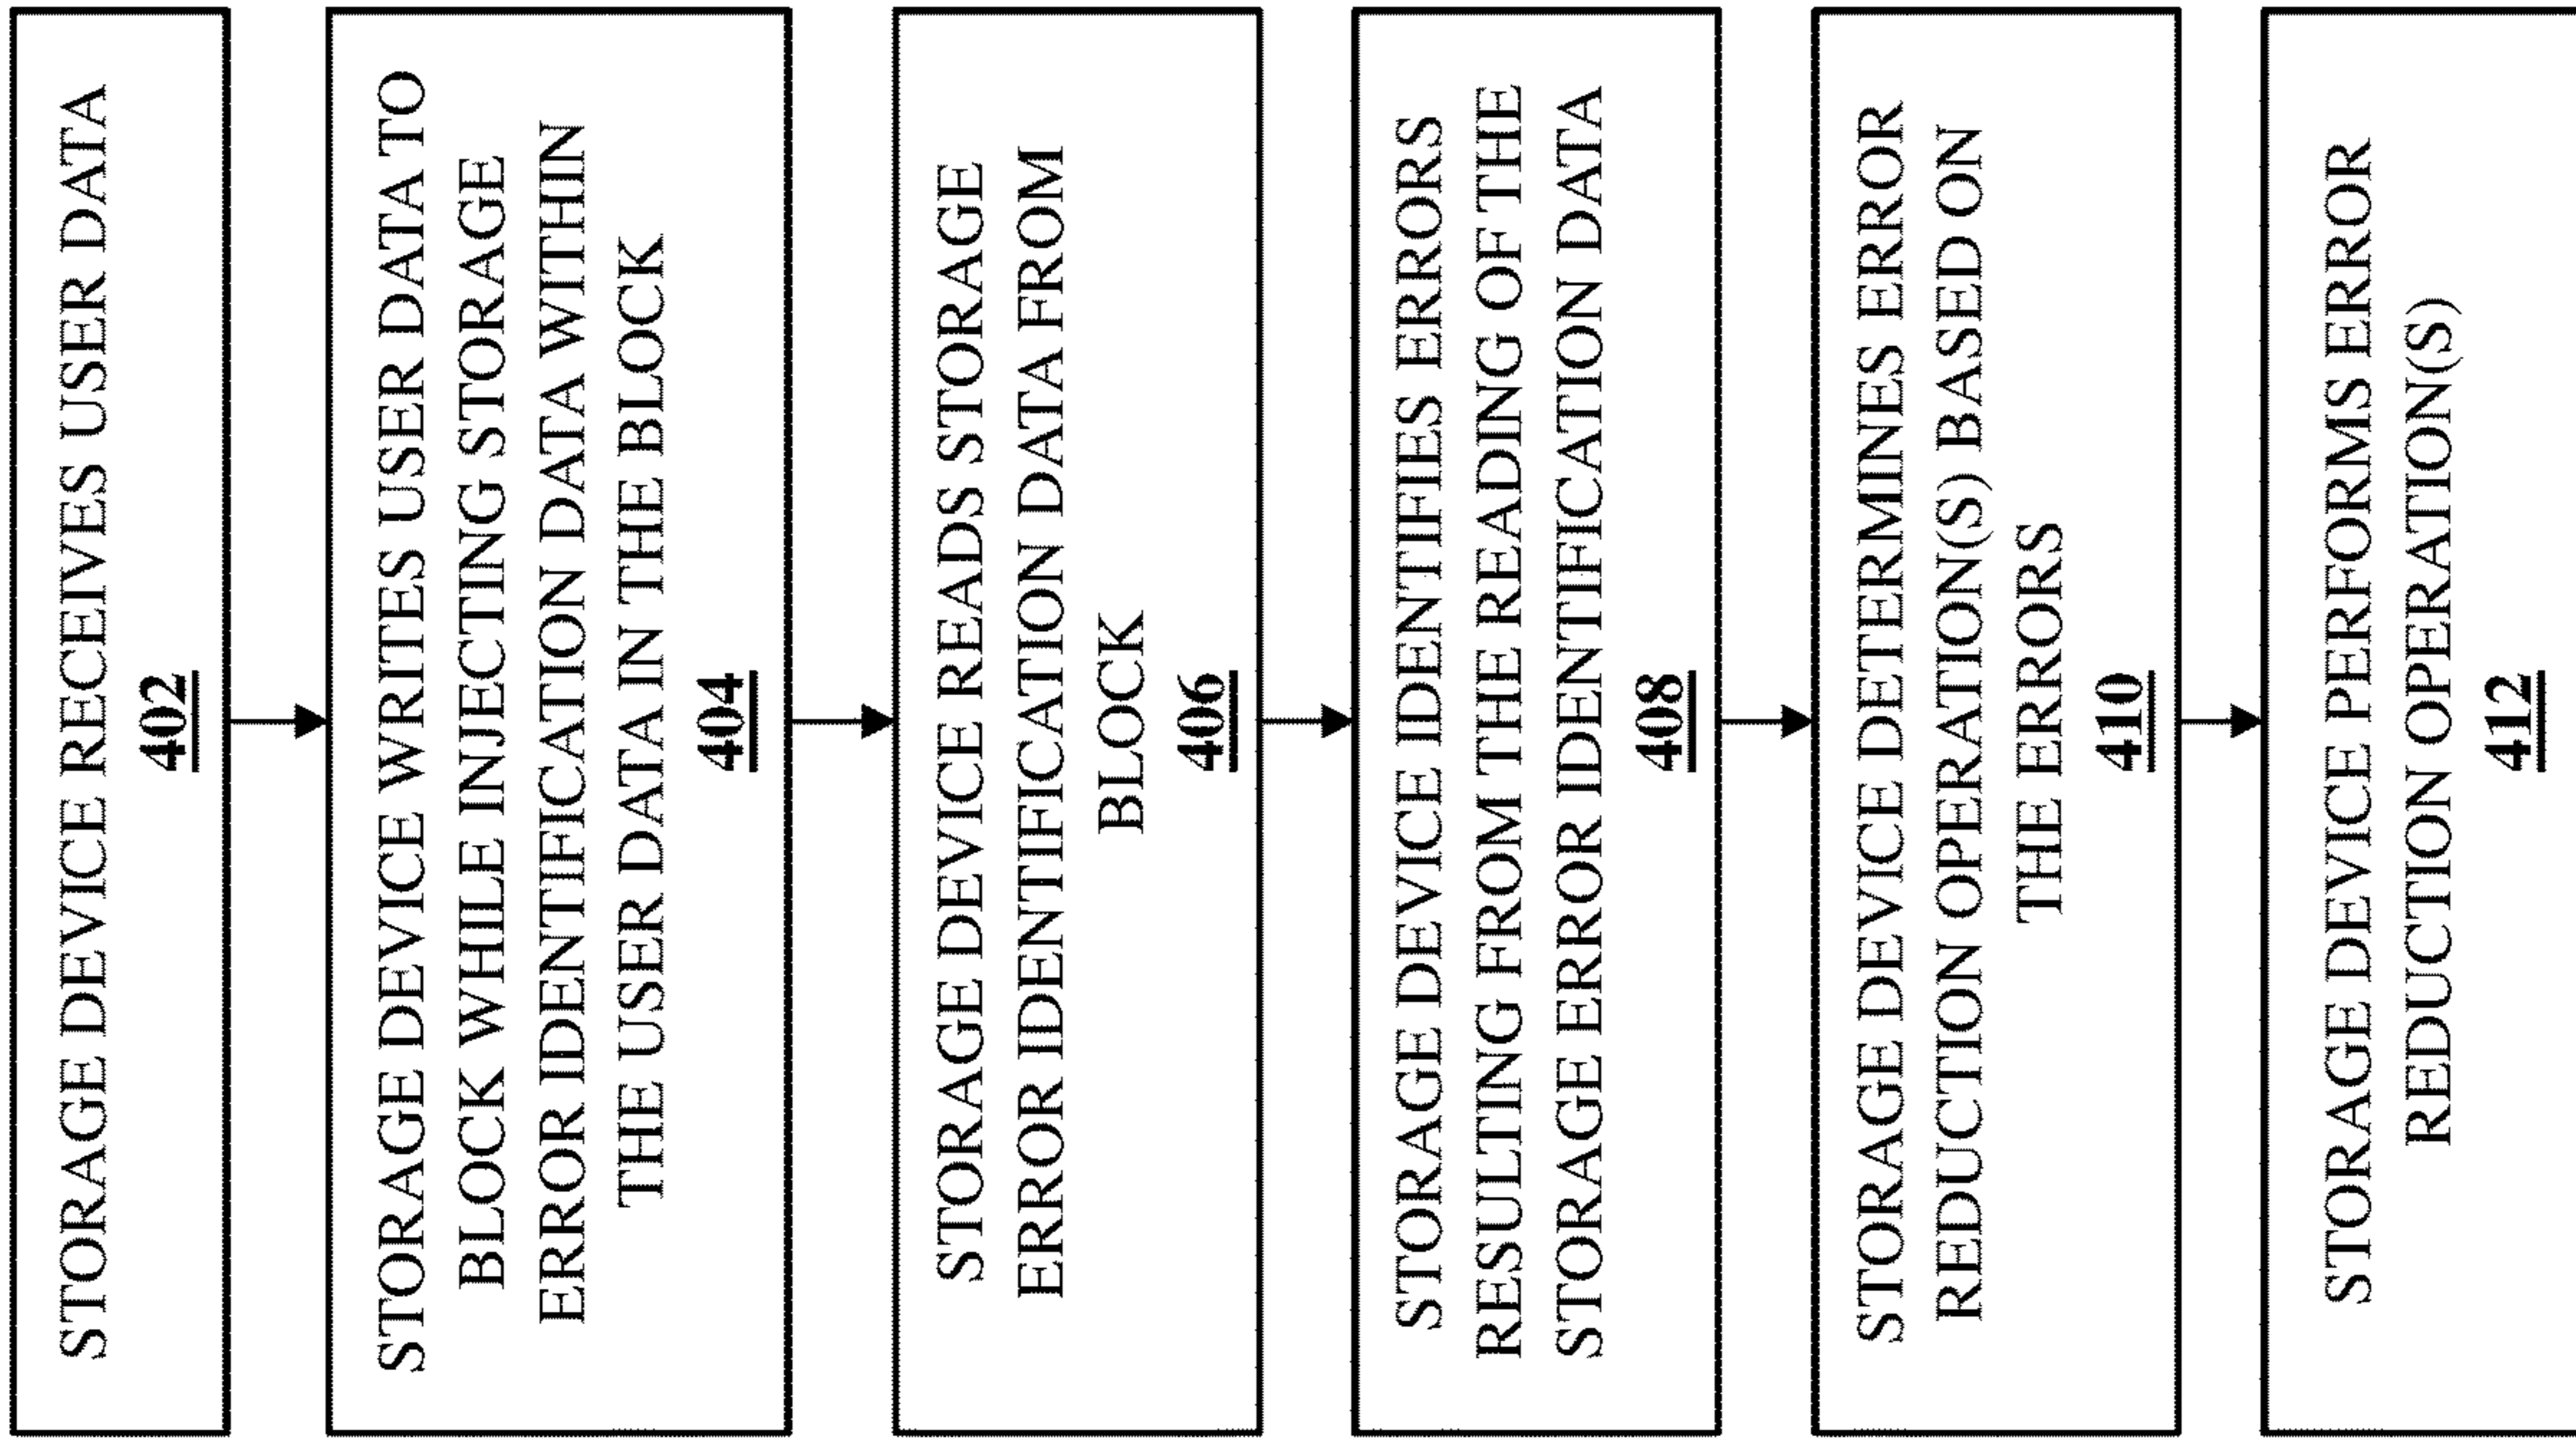 STORAGE DEVICE RECEIVES USER DATA
402
STORAGE DEVICE WRITES USER DATA TO
BLOCK WHILE INJECTING STORAGE
ERROR IDENTIFICATION DATA WITHIN
THE USER DATA IN THE BLOCK
404
STORAGE DEVICE READS STORAGE
ERROR IDENTIFICATION DATA FROM
BLOCK
406
STORAGE DEVICE IDENTIFIES ERRORS
RESULTING FROM THE READING OF THE
STORAGE ERROR IDENTIFICATION DATA
408
STORAGE DEVICE DETERMINES ERROR
REDUCTION OPERATION(S) BASED ON
THE ERRORS
410
STORAGE DEVICE PERFORMS ERROR
REDUCTION OPERATION(S)
412